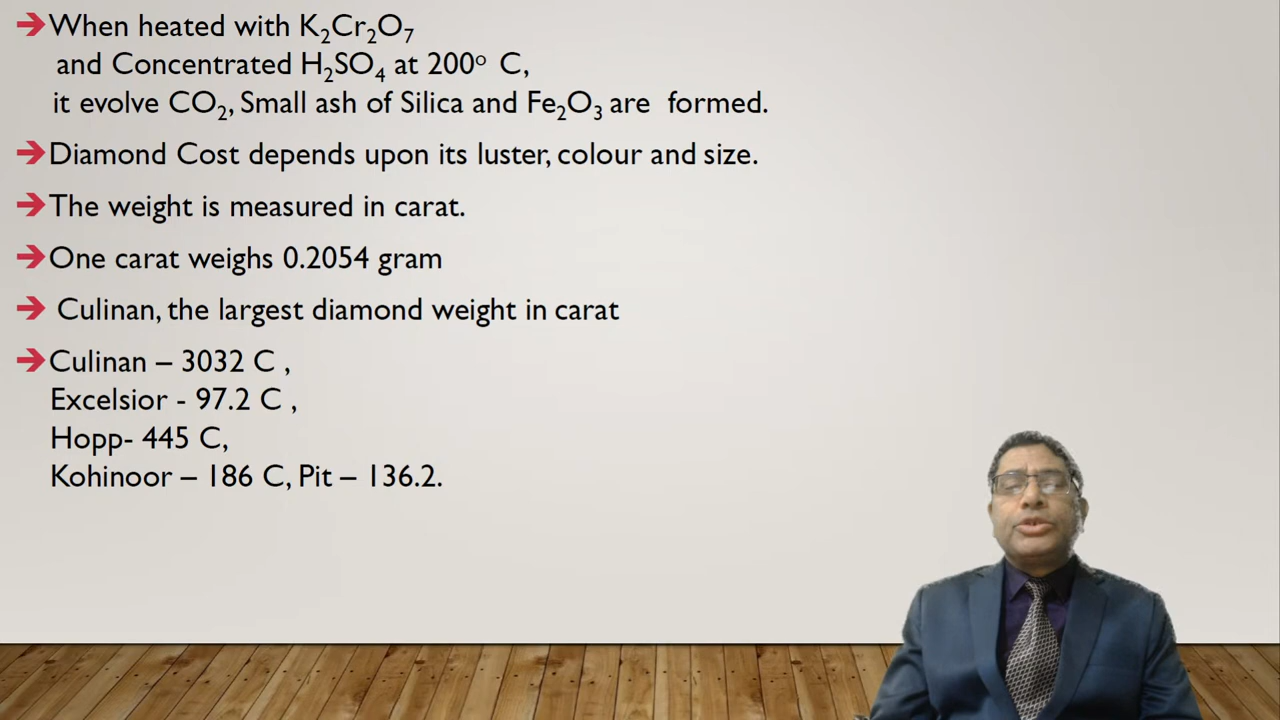 ➔When heated with K₂Cr₂O₇
and Concentrated H₂SO₄ at 200° C,
it evolve CO₂, Small ash of Silica and Fe₂O₃ are formed.
➔Diamond Cost depends upon its luster, colour and size.
➔The weight is measured in carat.
➔One carat weighs 0.2054 gram
➔ Culinan, the largest diamond weight in carat
➔Culinan – 3032 C ,
Excelsior - 97.2 C ,
Hopp- 445 C,
Kohinoor – 186 C, Pit – 136.2.